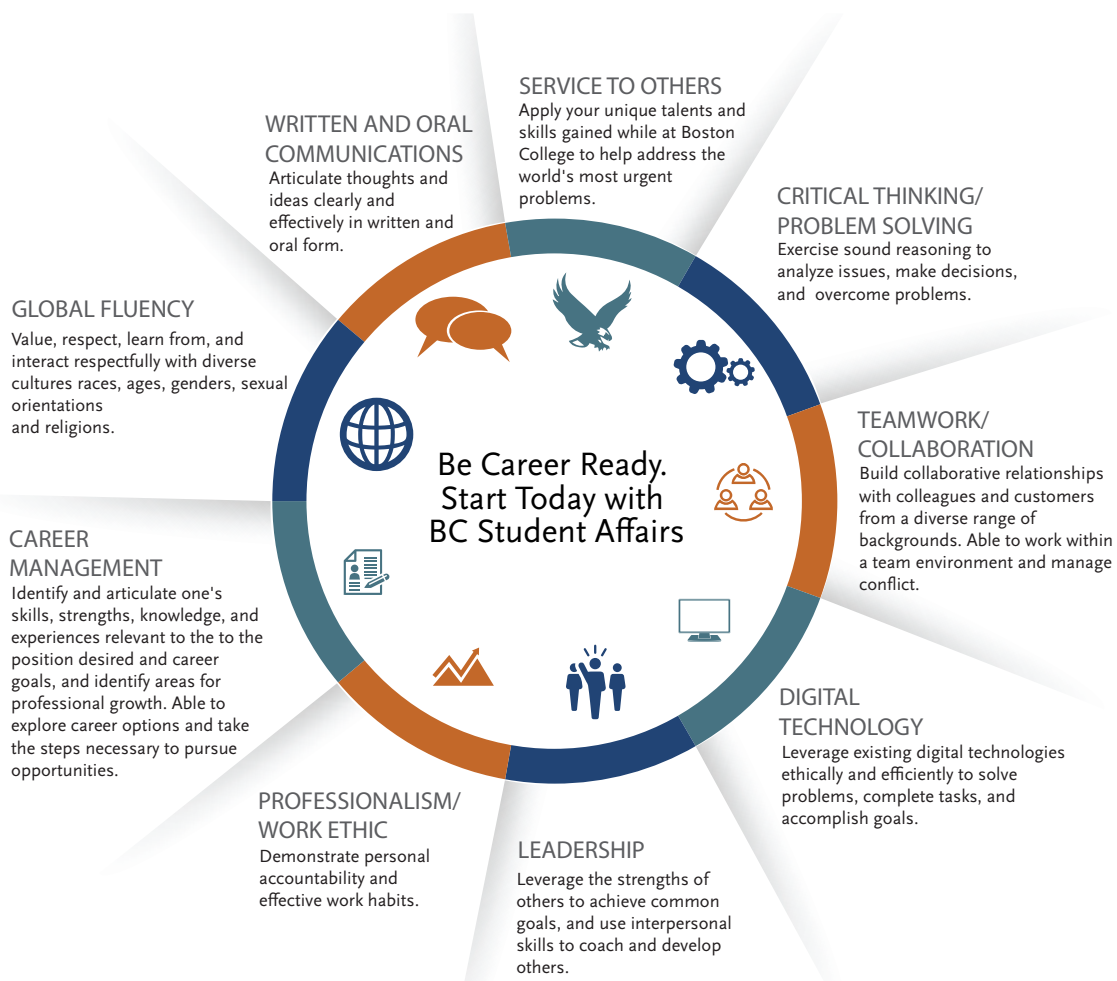 SERVICE TO OTHERS
Apply your unique talents and
skills gained while at Boston
College to help address the
world's most urgent
problems.
CRITICAL THINKING/
PROBLEM SOLVING
Exercise sound reasoning to
analyze issues, make decisions,
and  overcome problems.
TEAMWORK/
COLLABORATION
Build collaborative relationships
with colleagues and customers
from a diverse range of
backgrounds. Able to work within
a team environment and manage
conflict.
DIGITAL
TECHNOLOGY
Leverage existing digital technologies
ethically and efficiently to solve
problems, complete tasks, and
accomplish goals.
LEADERSHIP
Leverage the strengths of
others to achieve common
goals, and use interpersonal
skills to coach and develop
others.
PROFESSIONALISM/
WORK ETHIC
Demonstrate personal
accountability and
effective work habits.
CAREER
MANAGEMENT
Identify and articulate one's
skills, strengths, knowledge, and
experiences relevant to the to the
position desired and career
goals, and identify areas for
professional growth. Able to
explore career options and take
the steps necessary to pursue
opportunities.
GLOBAL FLUENCY
Value, respect, learn from, and
interact respectfully with diverse
cultures races, ages, genders, sexual
orientations
and religions.
WRITTEN AND ORAL
COMMUNICATIONS
Articulate thoughts and
ideas clearly and
effectively in written and
oral form.
Be Career Ready.
Start Today with
BC Student Affairs